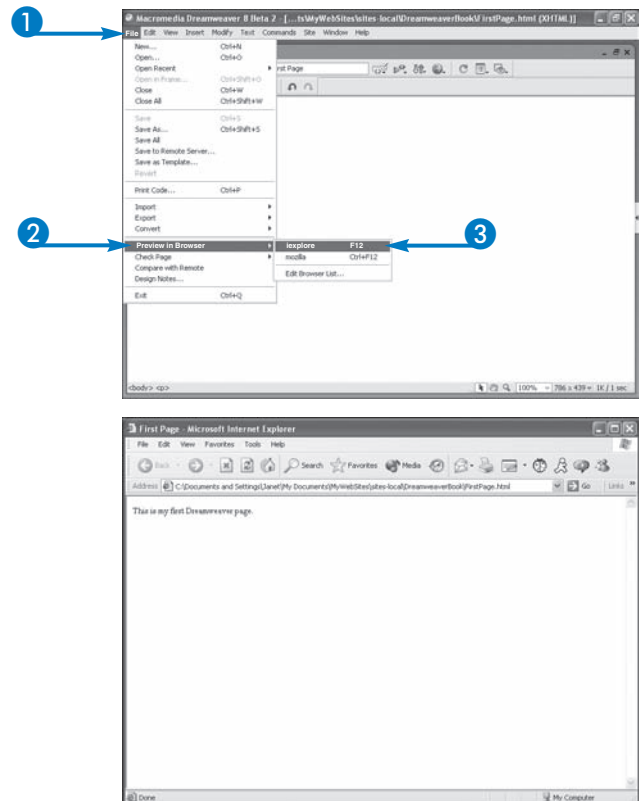 1
Macromedia Dreamweaver 8 Beta 2 - [...ts\MyWebSites\sites-local\DreamweaverBook\FirstPage.html (XHTML)]
File Edit View Insert Modify Text Commands Site Window Help
New... Ctrl+N
Open... Ctrl+O
Open Recent
rst Page
Open in Frame... Ctrl+Shift+O
Close Ctrl+W
Close All Ctrl+Shift+W
Save Ctrl+S
Save As... Ctrl+Shift+S
Save All
Save to Remote Server...
Save as Template...
Revert
Print Code... Ctrl+P
Import
Export
Convert
2
Preview in Browser
iexplore F12
3
Check Page
mozilla Ctrl+F12
Compare with Remote
Design Notes...
Edit Browser List...
Exit Ctrl+Q
<body> <p>
100% 786 x 439 1K / 1 sec
First Page - Microsoft Internet Explorer
File Edit View Favorites Tools Help
Back Search Favorites Media
Address C:\Documents and Settings\Janet\My Documents\MyWebSites\sites-local\DreamweaverBook\FirstPage.html Go Links »
This is my first Dreamweaver page.
Done My Computer